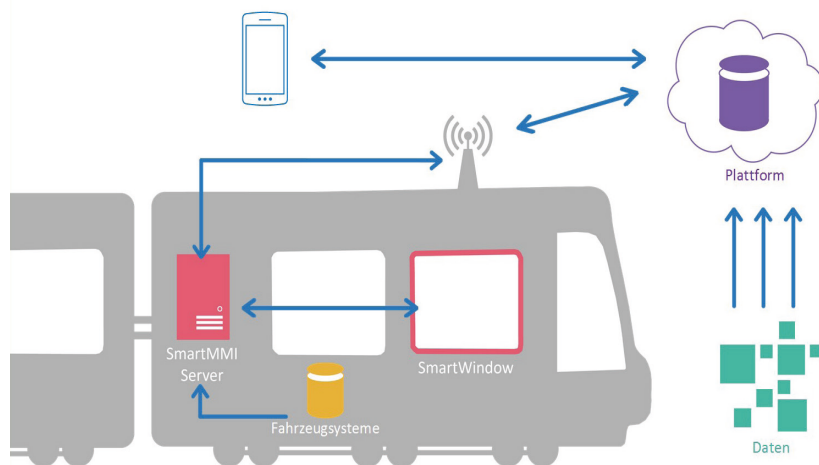 Plattform
SmartMMI
Server
SmartWindow
Fahrzeugsysteme
Daten